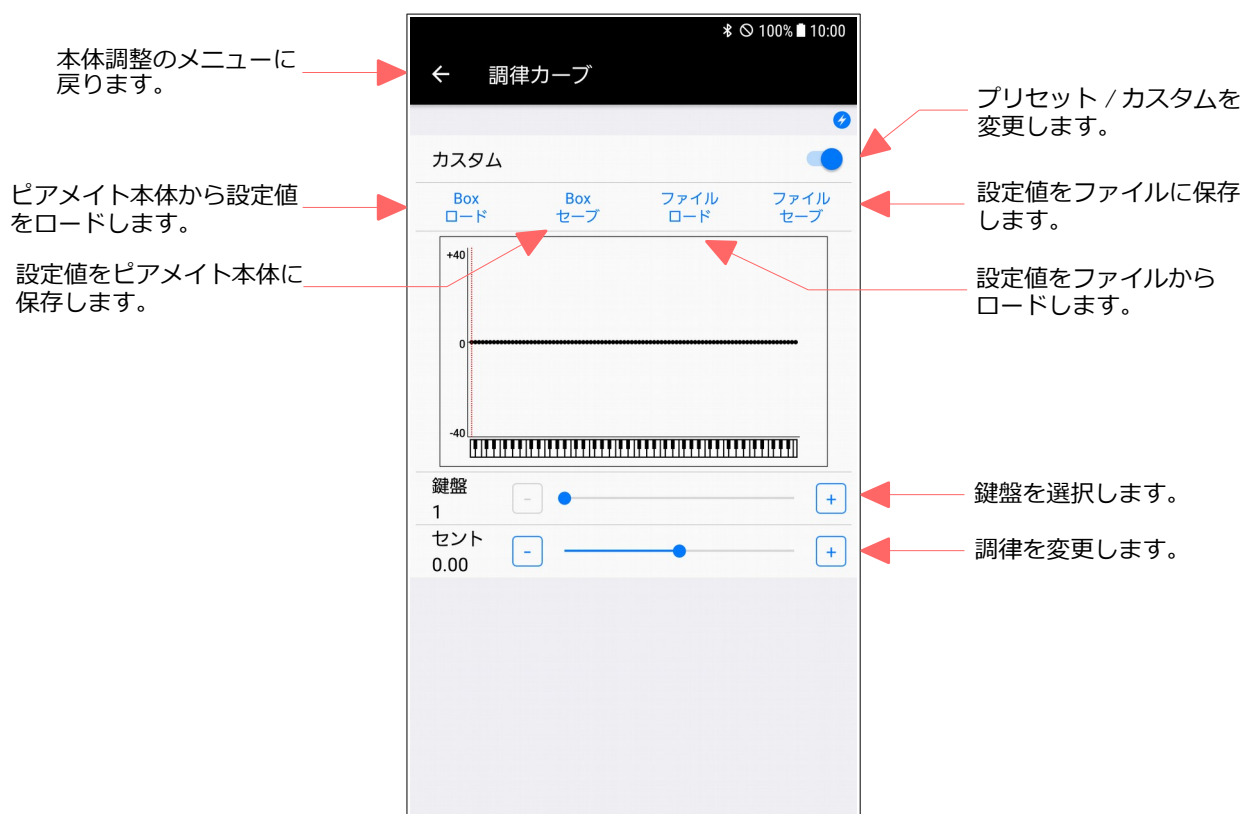 100% 10:00
本体調整のメニューに
戻ります。
調律カーブ
プリセット / カスタムを
変更します。
カスタム
ピアメイト本体から設定値
をロードします。
Box
ロード
Box
セーブ
ファイル
ロード
ファイル
セーブ
設定値をファイルに保存
します。
設定値をピアメイト本体に
保存します。
設定値をファイルから
ロードします。
+40
0
-40
鍵盤
1
-
+
鍵盤を選択します。
セント
0.00
-
+
調律を変更します。